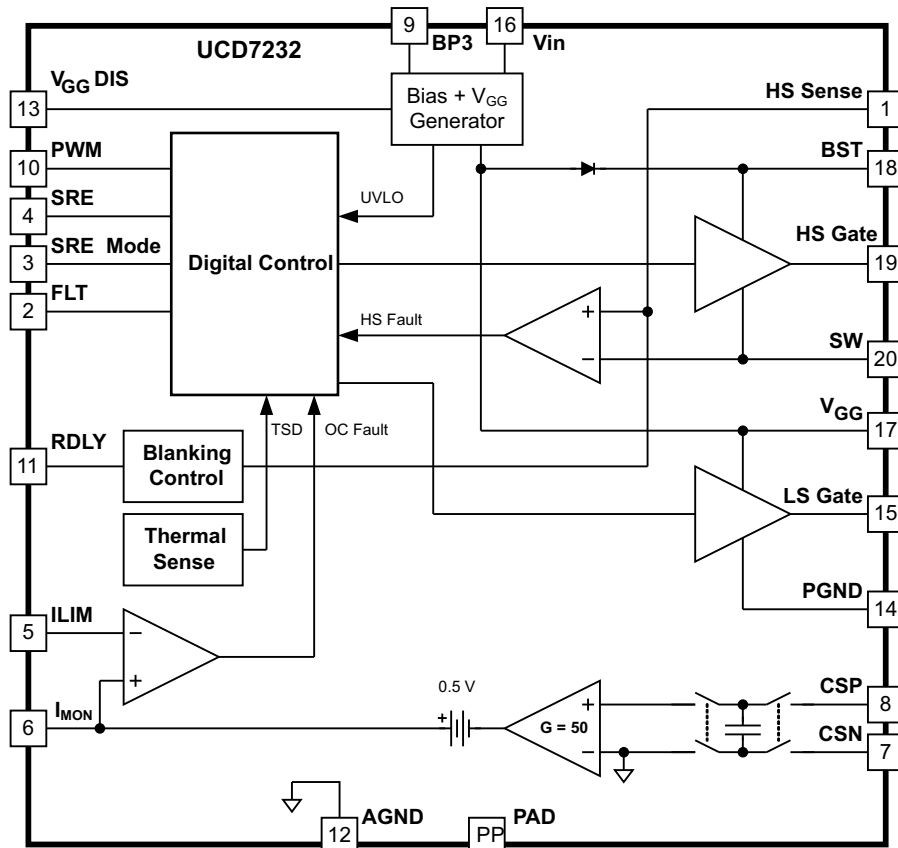 9
BP3
16
Vin
UCD7232
VGG DIS
13
Bias + VGG
Generator
HS Sense
1
PWM
10
BST
18
SRE
4
UVLO
SRE Mode
3
Digital Control
HS Gate
19
FLT
2
HS Fault
+
−
SW
20
VGG
17
TSD
OC Fault
RDLY
11
Blanking
Control
LS Gate
15
Thermal
Sense
PGND
14
ILIM
5
−
+
IMON
6
0.5 V
+
+
G = 50
−
CSP
8
CSN
7
AGND
12
PAD
PP